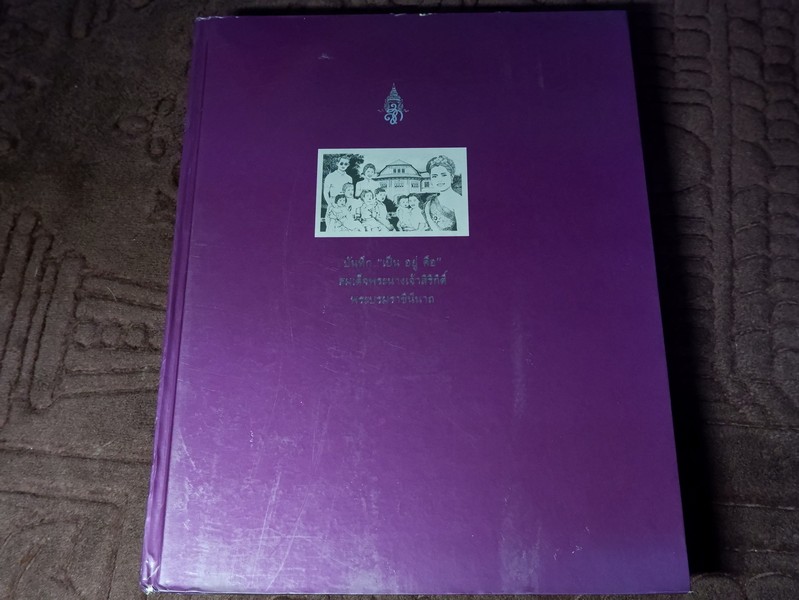 บันทึก "เป็น อยู่ คือ"
สมเด็จพระนางเจ้าสิริกิติ์
พระบรมราชินีนาถ